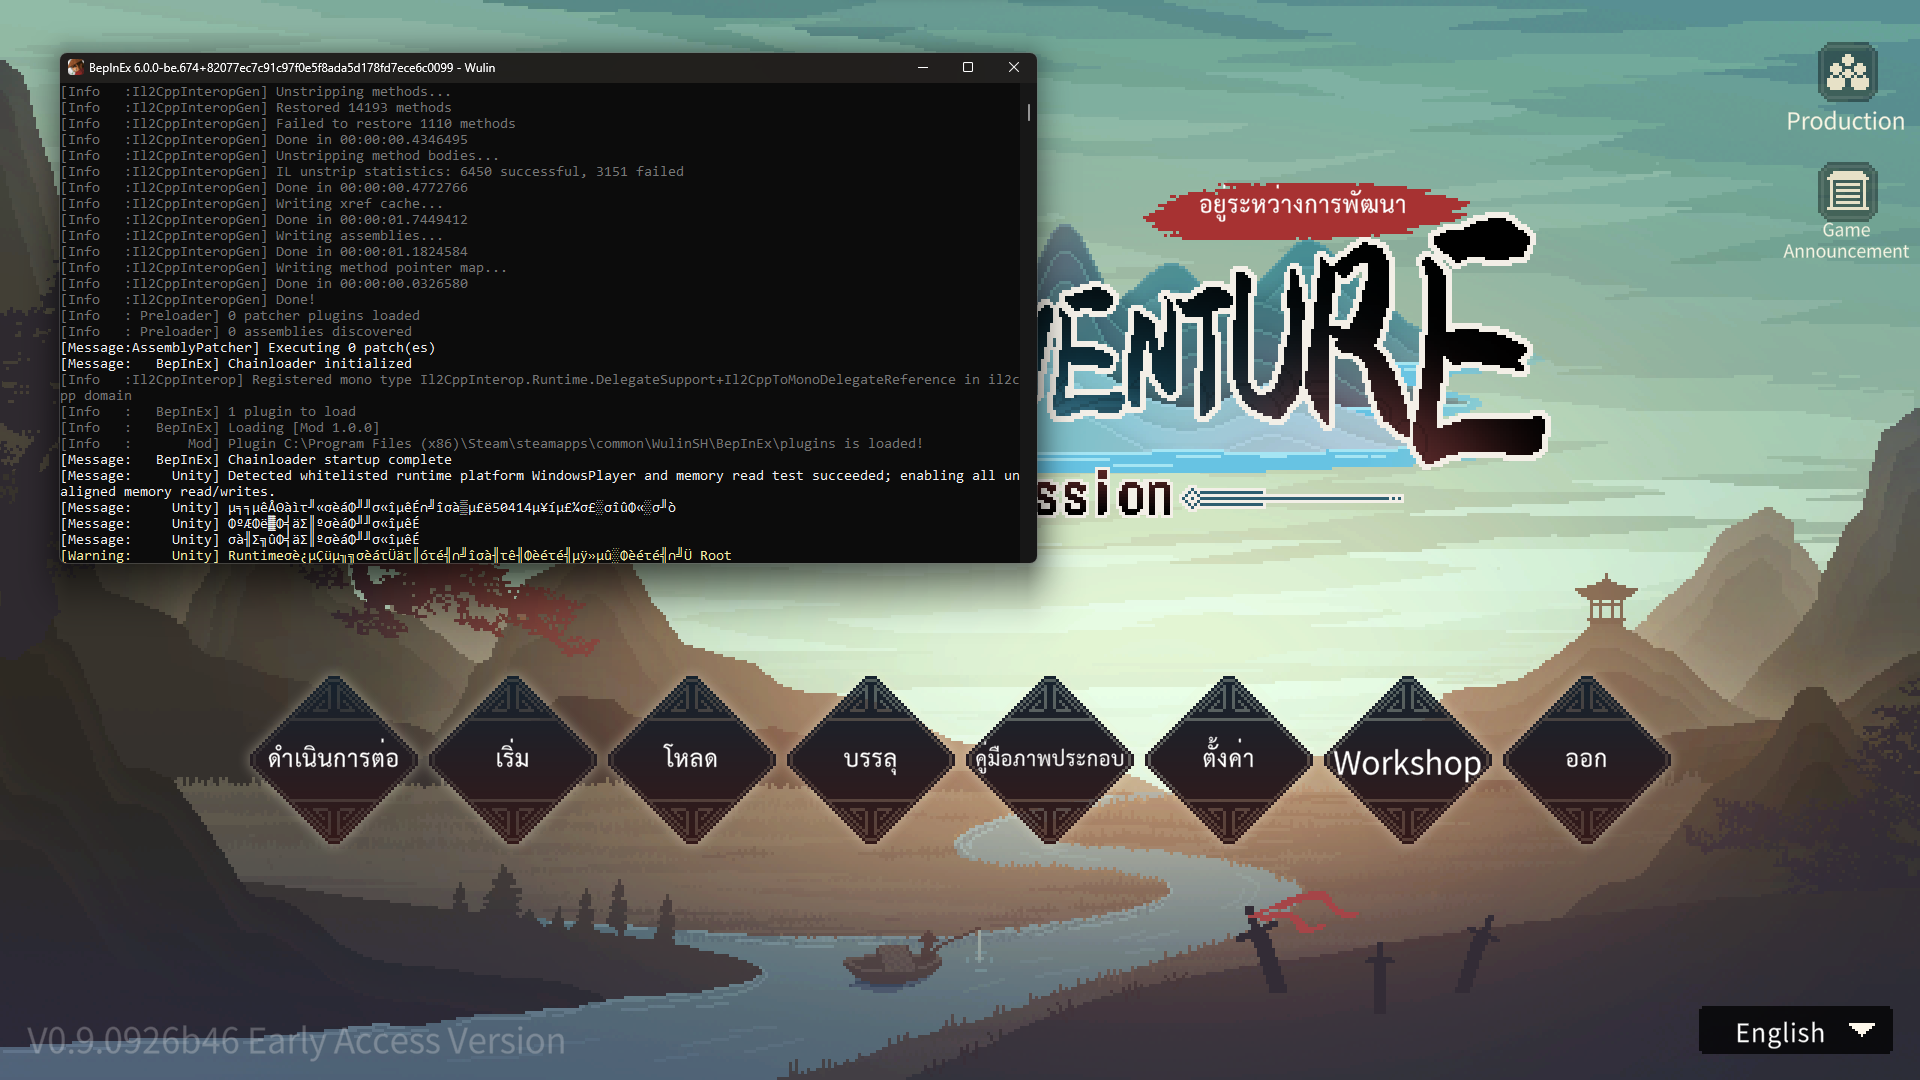 BepInEx 6.0.0-be.674+82077ec7c91c97f0e5f8ada5d178fd7ece6c0099 - Wulin
[Info   :Il2CppInteropGen] Unstripping methods...
[Info   :Il2CppInteropGen] Restored 14193 methods
[Info   :Il2CppInteropGen] Failed to restore 1110 methods
[Info   :Il2CppInteropGen] Done in 00:00:00.4346495
[Info   :Il2CppInteropGen] Unstripping method bodies...
[Info   :Il2CppInteropGen] IL unstrip statistics: 6450 successful, 3151 failed
[Info   :Il2CppInteropGen] Done in 00:00:00.4772766
[Info   :Il2CppInteropGen] Writing xref cache...
[Info   :Il2CppInteropGen] Done in 00:00:01.7449412
[Info   :Il2CppInteropGen] Writing assemblies...
[Info   :Il2CppInteropGen] Done in 00:00:01.1824584
[Info   :Il2CppInteropGen] Writing method pointer map...
[Info   :Il2CppInteropGen] Done in 00:00:00.0326580
[Info   :Il2CppInteropGen] Done!
[Info   : Preloader] 0 patcher plugins loaded
[Info   : Preloader] 0 assemblies discovered
[Message:AssemblyPatcher] Executing 0 patch(es)
[Message:   BepInEx] Chainloader initialized
[Info   :Il2CppInterop] Registered mono type Il2CppInterop.Runtime.DelegateSupport+Il2CppToMonoDelegateReference in il2c
pp domain
[Info   :   BepInEx] 1 plugin to load
[Info   :   BepInEx] Loading [Mod 1.0.0]
[Info   :       Mod] Plugin C:\Program Files (x86)\Steam\steamapps\common\WulinSH\BepInEx\plugins is loaded!
[Message:   BepInEx] Chainloader startup complete
[Message:     Unity] Detected whitelisted runtime platform WindowsPlayer and memory read test succeeded; enabling all un
aligned memory read/writes.
[Message:     Unity]
[Message:     Unity]
[Message:     Unity]
[Warning:     Unity] Root
Production
Game
Announcement
อยู่ระหว่างการพัฒนา
VENTURE
ssion
ดำเนินการต่อ
เริ่ม
โหลด
บรรลุ
คู่มือภาพประกอบ
ตั้งค่า
Workshop
ออก
V0.9.0926b46 Early Access Version
English